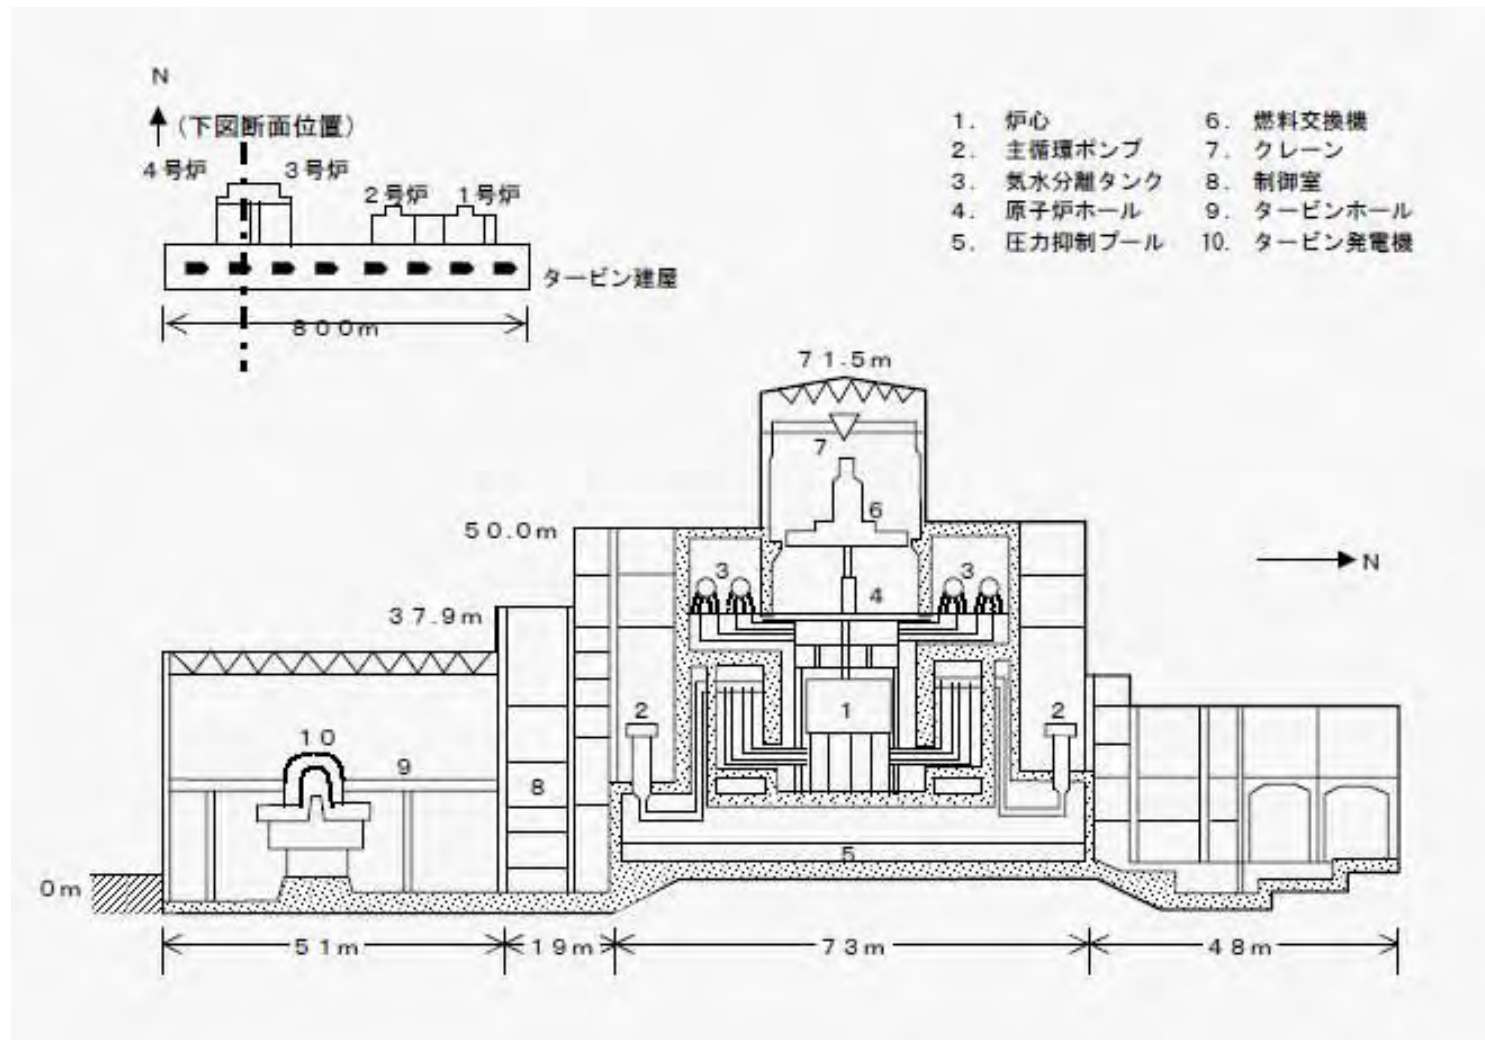 N
(下図断面位置)
4号炉
3号炉
2号炉
1号炉
タービン建屋
800m
1. 炉心
2. 主循環ポンプ
3. 気水分離タンク
4. 原子炉ホール
5. 圧力抑制プール
6. 燃料交換機
7. クレーン
8. 制御室
9. タービンホール
10. タービン発電機
71.5m
7
6
50.0m
N
3
3
4
37.9m
2
1
2
10
9
8
5
0m
51m
19m
73m
48m